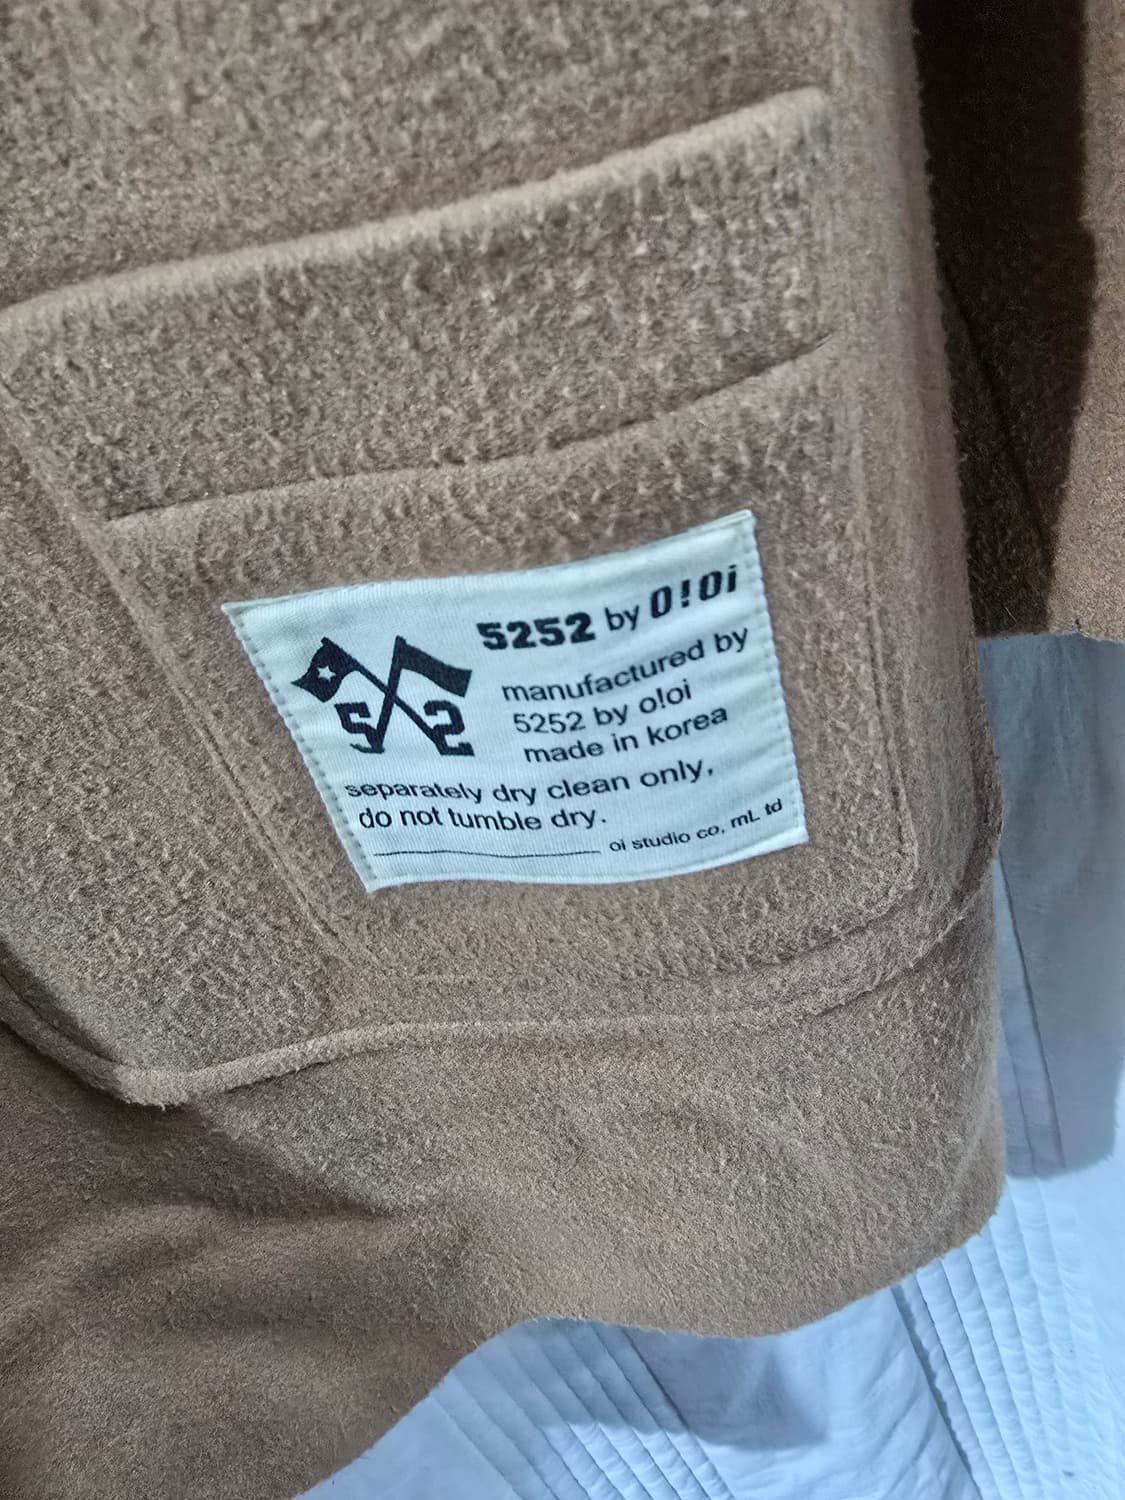 5252 by O!Oi
manufactured by
5252 by o!oi
made in korea
52
separately dry clean only,
do not tumble dry.
oi studio co, mL td